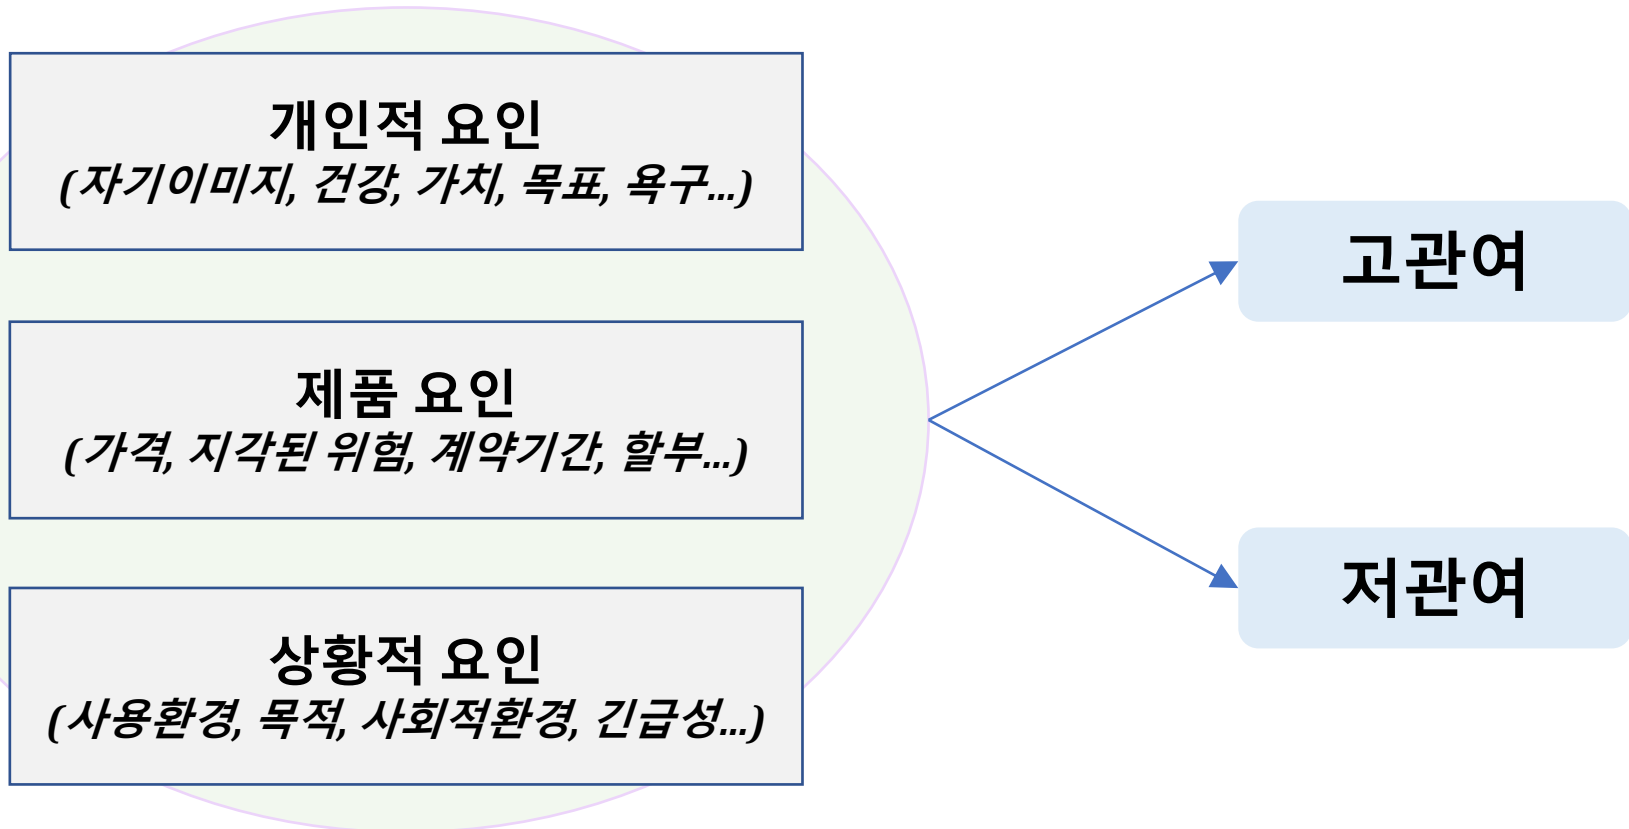 개인적 요인
(자기이미지, 건강, 가치, 목표, 욕구...)
제품 요인
(가격, 지각된 위험, 계약기간, 할부...)
상황적 요인
(사용환경, 목적, 사회적환경, 긴급성...)
고관여
저관여